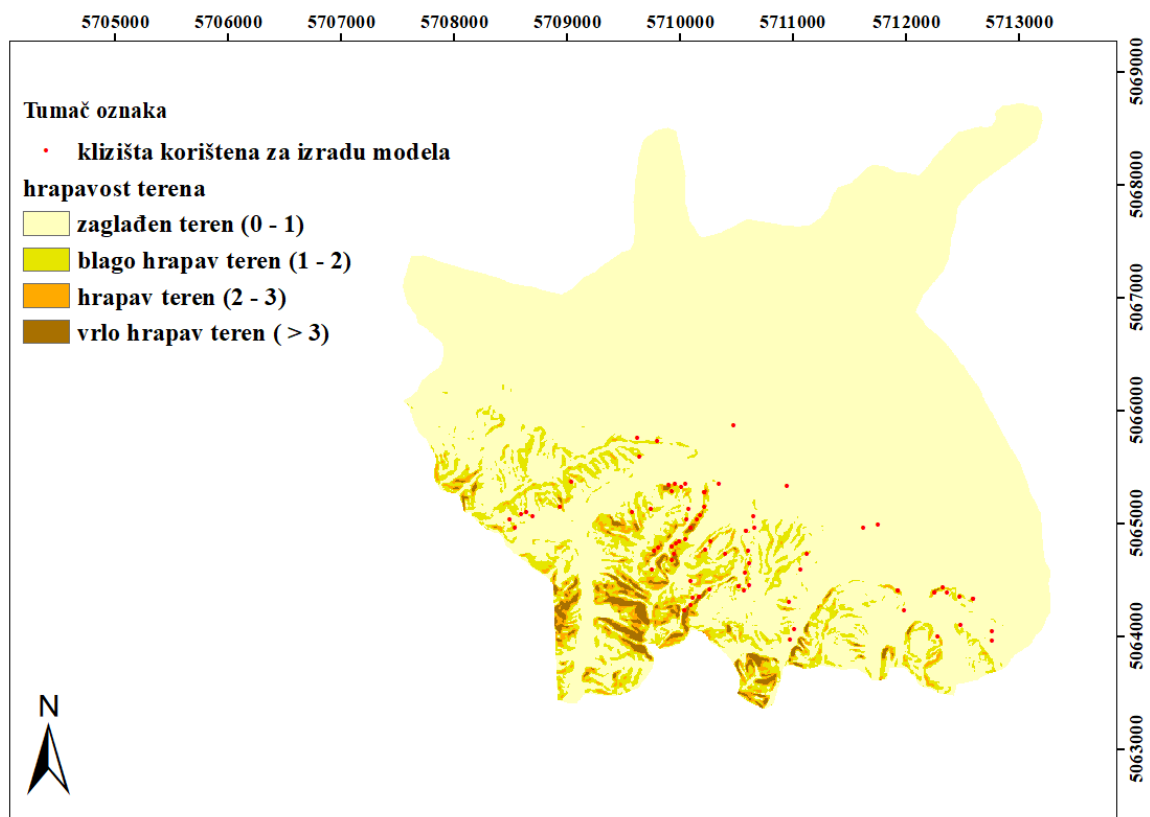 5705000 5706000 5707000 5708000 5709000 5710000 5711000 5712000 5713000
Tumač oznaka
klizišta korištena za izradu modela
hrapavost terena
zaglađen teren (0 - 1)
blago hrapav teren (1 - 2)
hrapav teren (2 - 3)
vrlo hrapav teren ( > 3)
N
5069000
5068000
5067000
5066000
5065000
5064000
5063000